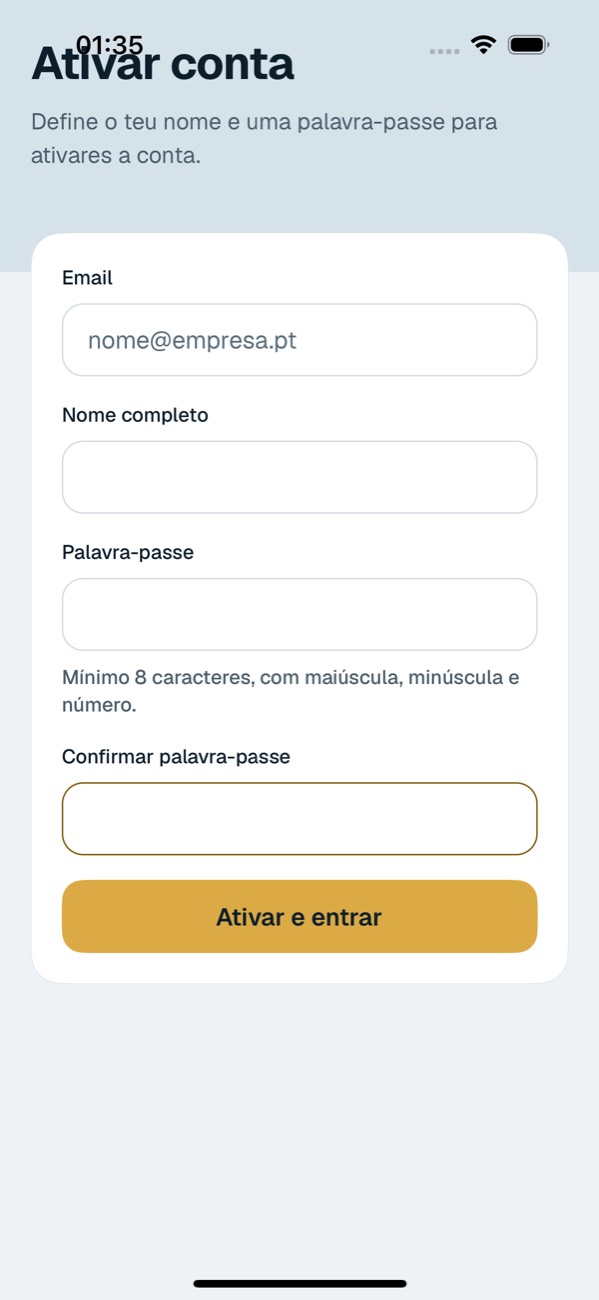 01:35
Ativar conta
Define o teu nome e uma palavra-passe para
ativares a conta.
Email
nome@empresa.pt
Nome completo
Palavra-passe
Mínimo 8 caracteres, com maiúscula, minúscula e
número.
Confirmar palavra-passe
Ativar e entrar